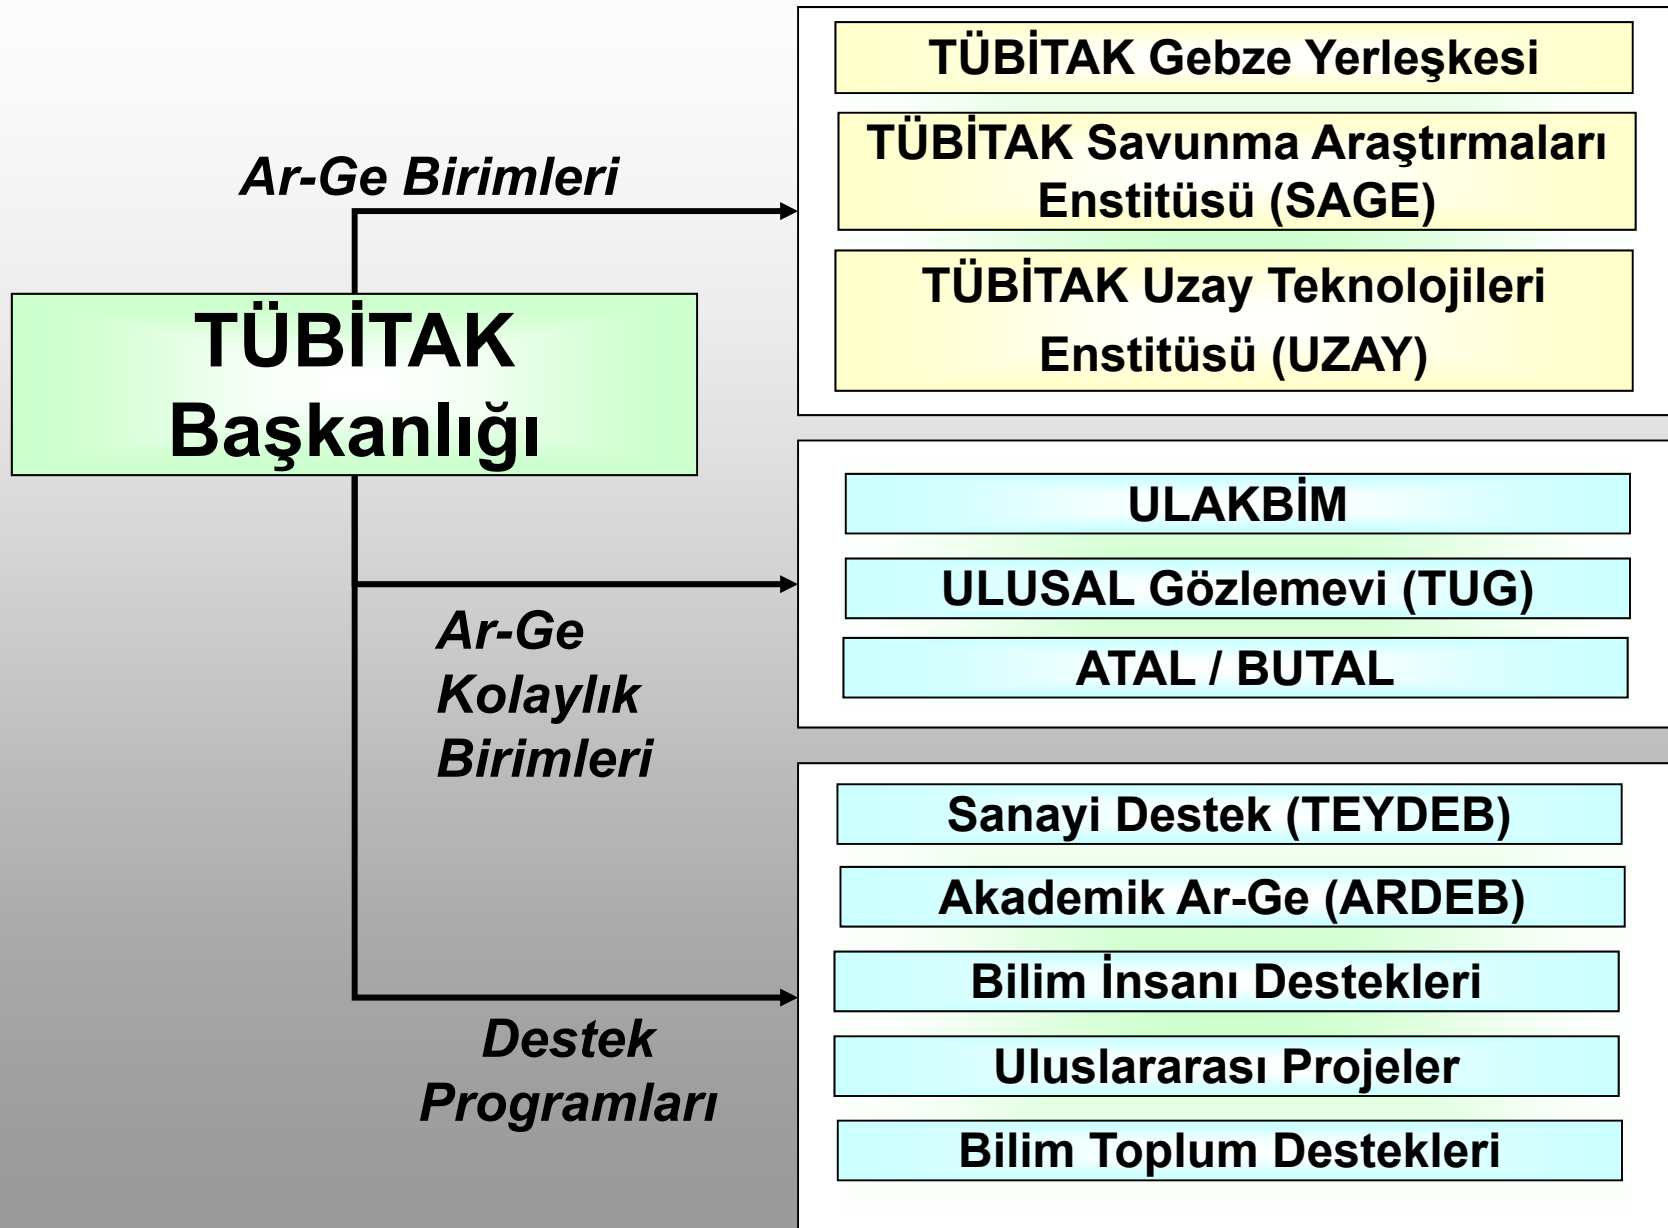 TÜBİTAK
Başkanlığı
Ar-Ge Birimleri
TÜBİTAK Gebze Yerleşkesi
TÜBİTAK Savunma Araştırmaları
Enstitüsü (SAGE)
TÜBİTAK Uzay Teknolojileri
Enstitüsü (UZAY)
Ar-Ge
Kolaylık
Birimleri
ULAKBİM
ULUSAL Gözlemevi (TUG)
ATAL / BUTAL
Destek
Programları
Sanayi Destek (TEYDEB)
Akademik Ar-Ge (ARDEB)
Bilim İnsanı Destekleri
Uluslararası Projeler
Bilim Toplum Destekleri